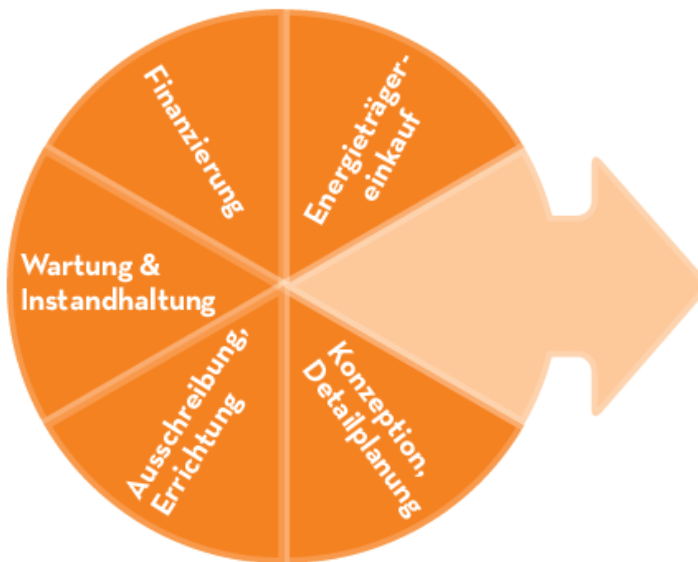 Finanzierung
Energieträger-
einkauf
Wartung &
Instandhaltung
Ausschreibung,
Errichtung
Konzeption,
Detailplanung